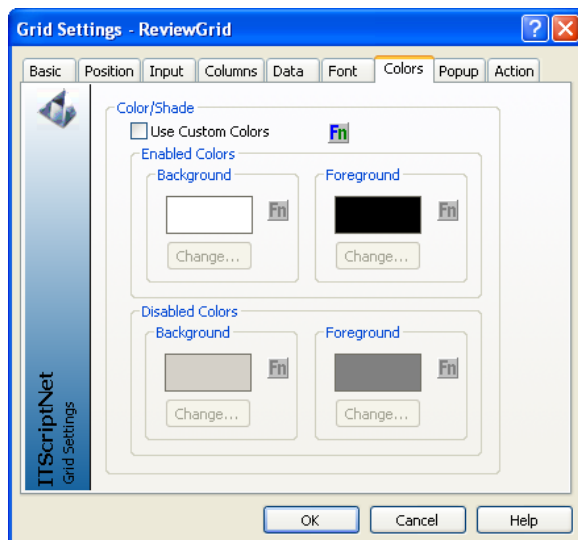 Grid Settings - ReviewGrid
Basic Position Input Columns Data Font Colors Popup Action
Color/Shade
Use Custom Colors Fn
Enabled Colors
Background Foreground
Fn Fn
Change... Change...
Disabled Colors
Background Foreground
Fn Fn
Change... Change...
ITScriptNet
Grid Settings
OK Cancel Help